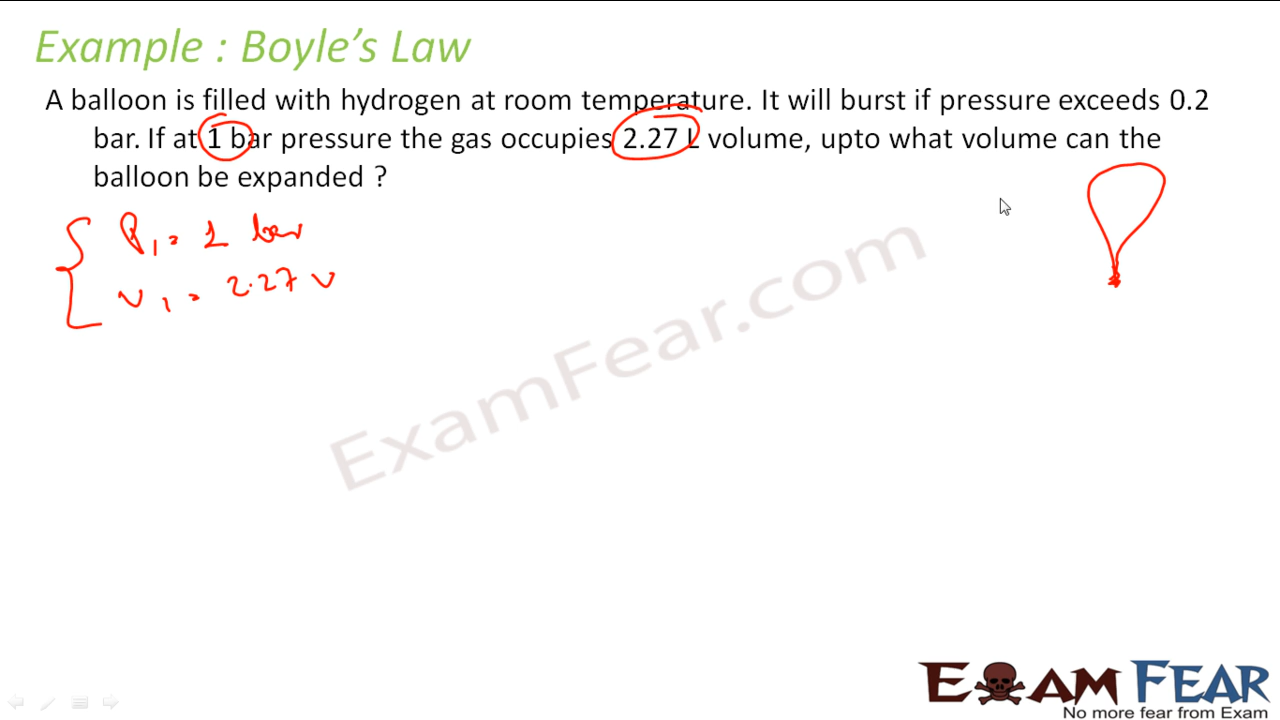 Example : Boyle's Law
A balloon is filled with hydrogen at room temperature. It will burst if pressure exceeds 0.2
bar. If at 1 bar pressure the gas occupies 2.27 L volume, upto what volume can the
balloon be expanded ?
P1 = 1 bar
V1 = 2.27 v
ExamFear.com
EXAM FEAR
No more fear from Exam